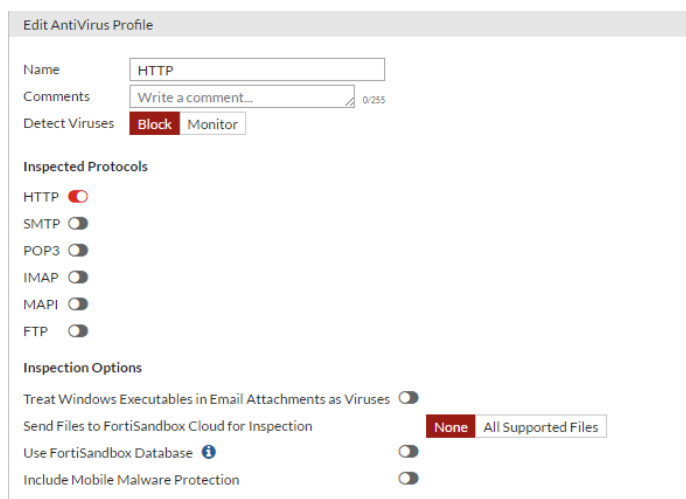 Edit AntiVirus Profile
Name HTTP
Comments Write a comment... 0/255
Detect Viruses Block Monitor
Inspected Protocols
HTTP
SMTP
POP3
IMAP
MAPI
FTP
Inspection Options
Treat Windows Executables in Email Attachments as Viruses
Send Files to FortiSandbox Cloud for Inspection None All Supported Files
Use FortiSandbox Database i
Include Mobile Malware Protection